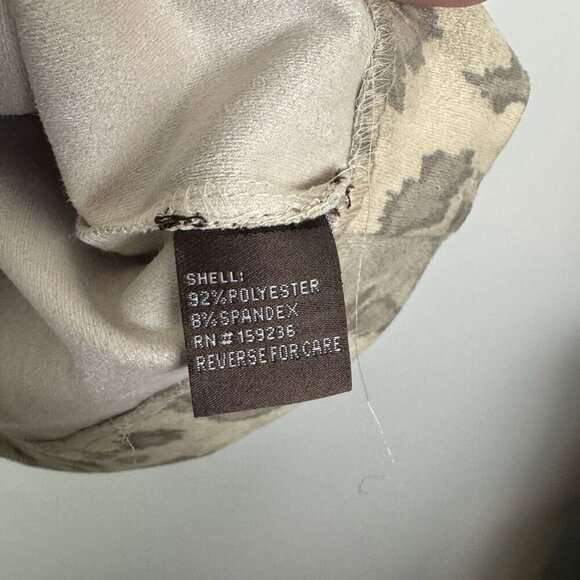 SHELL:
92%POLYESTER
8%SPANDEX
RN#159236
REVERSE FOR CARE